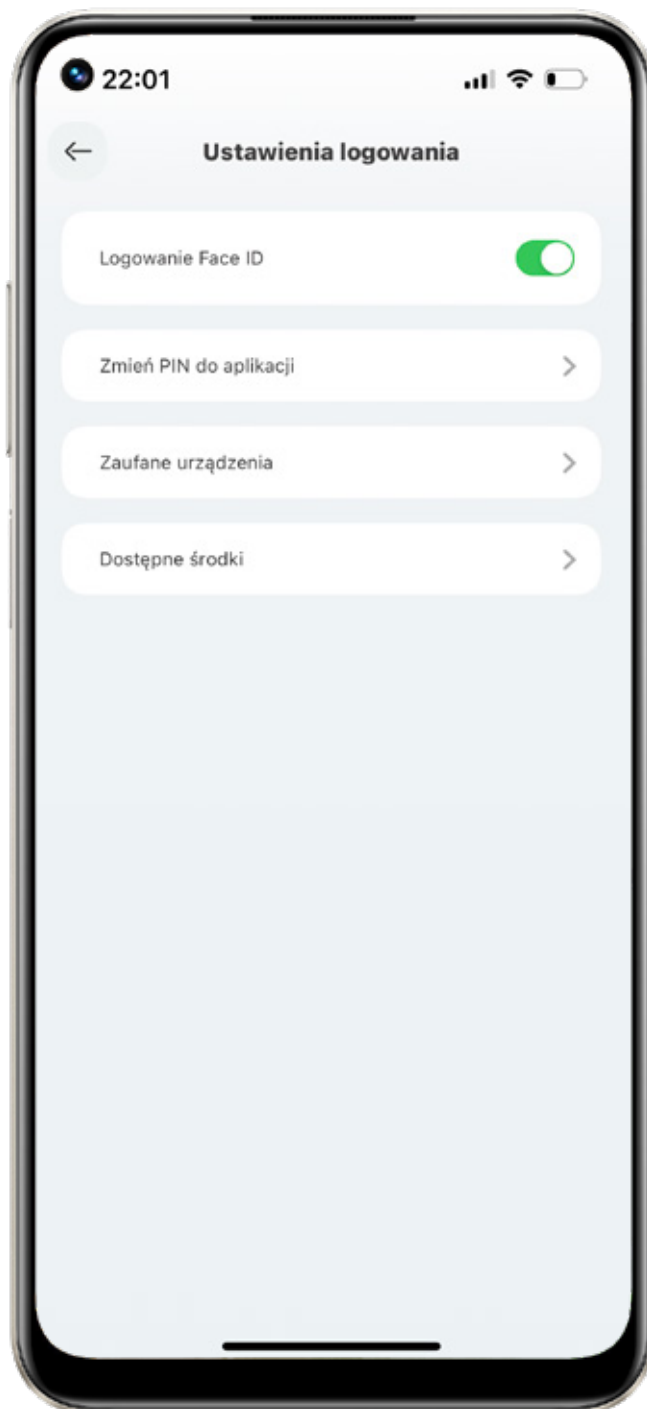 22:01
Ustawienia logowania
Logowanie Face ID
Zmień PIN do aplikacji
Zaufane urządzenia
Dostępne środki